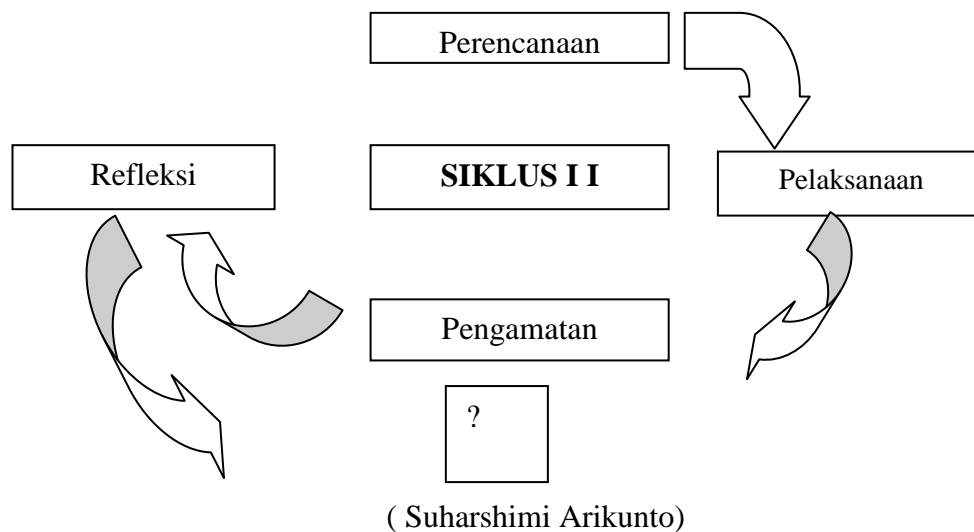 Perencanaan
Refleksi
SIKLUS I I
Pelaksanaan
Pengamatan
?
( Suharshimi Arikunto)